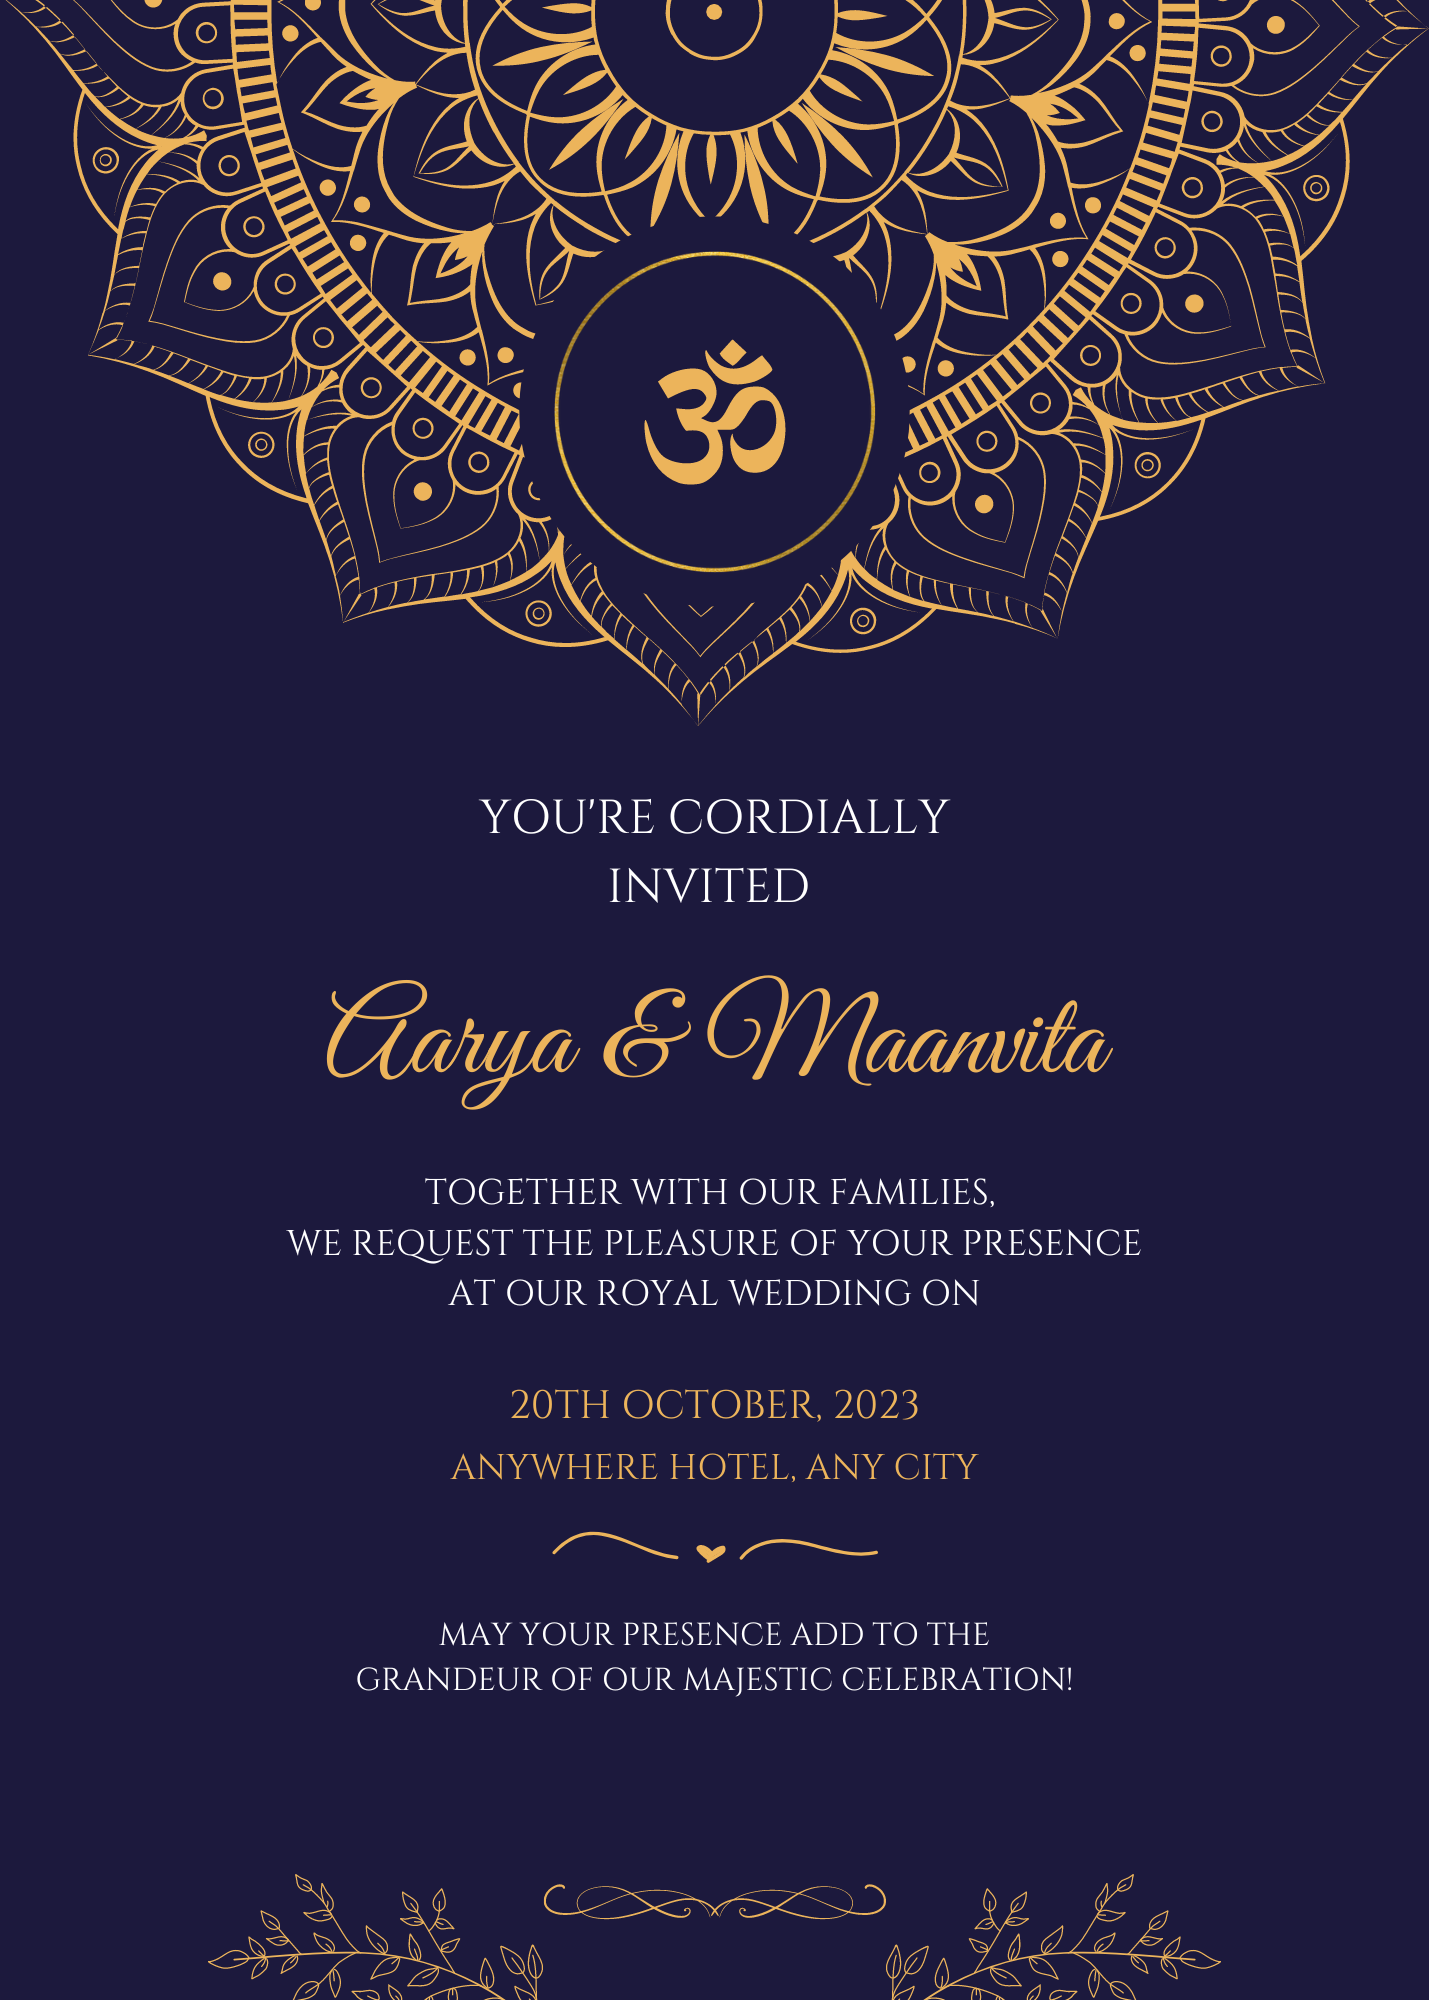 ॐ
YOU'RE CORDIALLY
INVITED
Aarya & Maanvita
TOGETHER WITH OUR FAMILIES,
WE REQUEST THE PLEASURE OF YOUR PRESENCE
AT OUR ROYAL WEDDING ON
20TH OCTOBER, 2023
ANYWHERE HOTEL, ANY CITY
MAY YOUR PRESENCE ADD TO THE
GRANDEUR OF OUR MAJESTIC CELEBRATION!